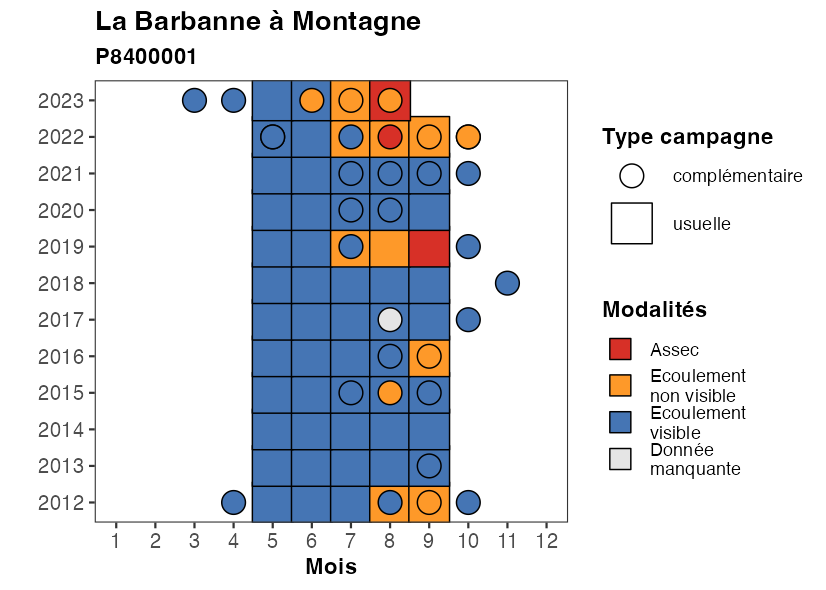 La Barbanne à Montagne
P8400001
2023
2022
2021
2020
2019
2018
2017
2016
2015
2014
2013
2012
1 2 3 4 5 6 7 8 9 10 11 12
Mois
Type campagne
complémentaire
usuelle
Modalités
Assec
Ecoulement
non visible
Ecoulement
visible
Donnée
manquante